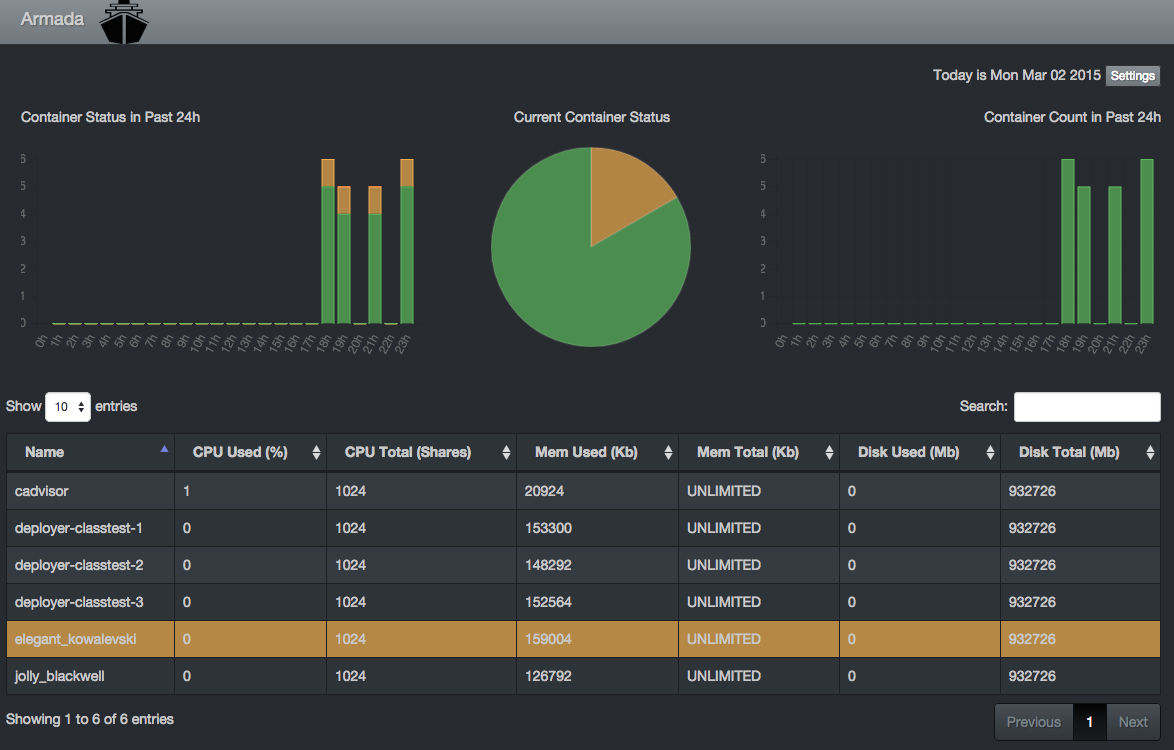 Armada
Today is Mon Mar 02 2015 Settings
Container Status in Past 24h
6
5
4
3
2
1
0
0h 1h 2h 3h 4h 5h 6h 7h 8h 9h 10h 11h 12h 13h 14h 15h 16h 17h 18h 19h 20h 21h 22h 23h
Current Container Status
Container Count in Past 24h
6
5
4
3
2
1
0
0h 1h 2h 3h 4h 5h 6h 7h 8h 9h 10h 11h 12h 13h 14h 15h 16h 17h 18h 19h 20h 21h 22h 23h
Show 10 entries
Search:
Name CPU Used (%) CPU Total (Shares) Mem Used (Kb) Mem Total (Kb) Disk Used (Mb) Disk Total (Mb)
cadvisor 1 1024 20924 UNLIMITED 0 932726
deployer-classtest-1 0 1024 153300 UNLIMITED 0 932726
deployer-classtest-2 0 1024 148292 UNLIMITED 0 932726
deployer-classtest-3 0 1024 152564 UNLIMITED 0 932726
elegant_kowalevski 0 1024 159004 UNLIMITED 0 932726
jolly_blackwell 0 1024 126792 UNLIMITED 0 932726
Showing 1 to 6 of 6 entries
Previous 1 Next